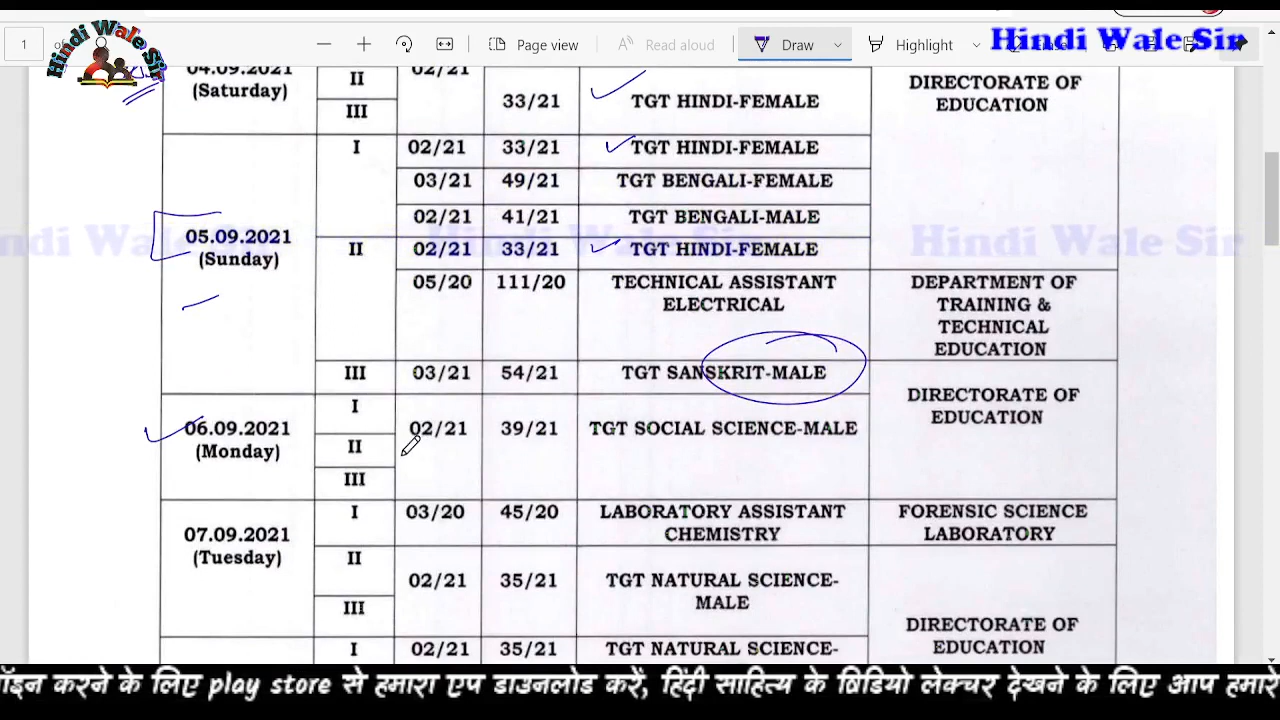 1
Page view
Read aloud
Draw
Highlight
Hindi Wale Sir
Hindi Wale Sir
04.09.2021
(Saturday)
II
III
02/21
33/21
TGT HINDI-FEMALE
DIRECTORATE OF
EDUCATION
05.09.2021
(Sunday)
I
02/21 33/21 TGT HINDI-FEMALE
03/21 49/21 TGT BENGALI-FEMALE
02/21 41/21 TGT BENGALI-MALE
II
02/21 33/21 TGT HINDI-FEMALE
05/20 111/20 TECHNICAL ASSISTANT
ELECTRICAL
DEPARTMENT OF
TRAINING &
TECHNICAL
EDUCATION
III 03/21 54/21 TGT SANSKRIT-MALE
DIRECTORATE OF
EDUCATION
06.09.2021
(Monday)
I
II
III
02/21 39/21 TGT SOCIAL SCIENCE-MALE
07.09.2021
(Tuesday)
I 03/20 45/20 LABORATORY ASSISTANT
CHEMISTRY
FORENSIC SCIENCE
LABORATORY
II
III
02/21 35/21 TGT NATURAL SCIENCE-
MALE
DIRECTORATE OF
EDUCATION
I 02/21 35/21 TGT NATURAL SCIENCE-
Hindi Wale Sir
Hindi Wale Sir
करने के लिए play store से हमारा एप डाउनलोड करें, हिंदी साहित्य के विडियो लेक्चर देखने के लिए आप हमारे